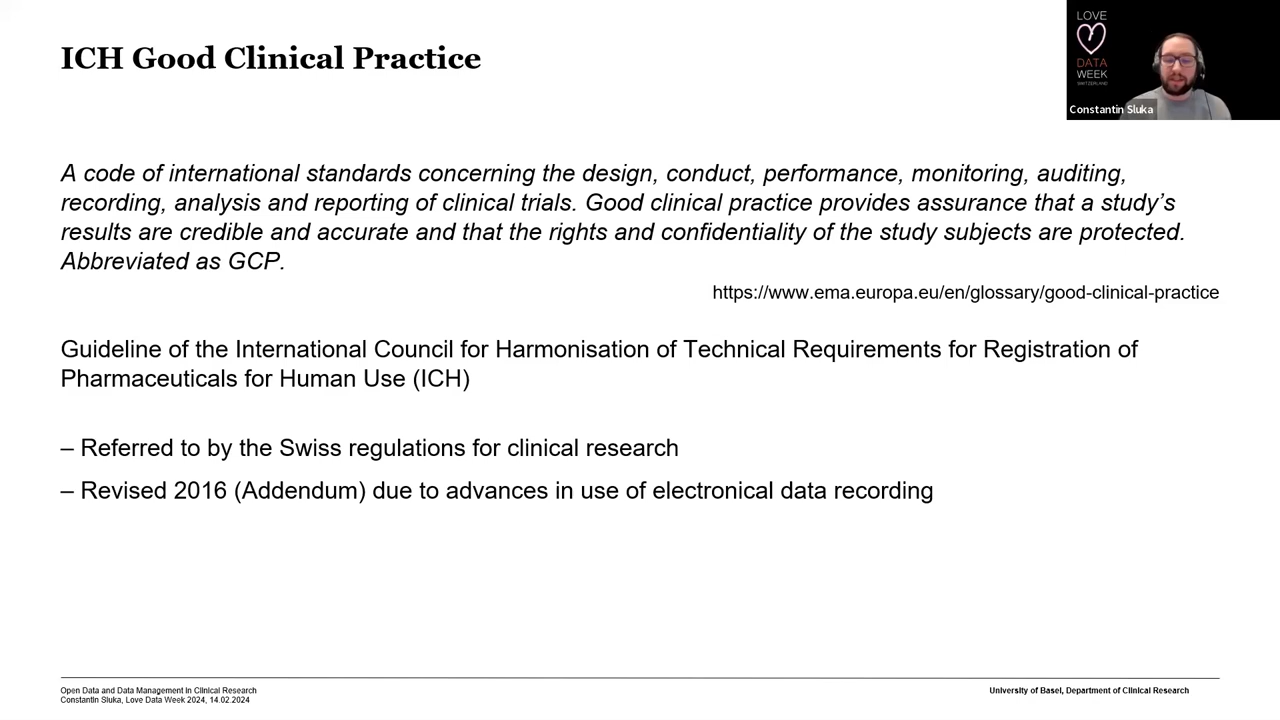 ICH Good Clinical Practice
LOVE
DATA
WEEK
SWITZERLAND
Constantin Sluka
A code of international standards concerning the design, conduct, performance, monitoring, auditing,
recording, analysis and reporting of clinical trials. Good clinical practice provides assurance that a study’s
results are credible and accurate and that the rights and confidentiality of the study subjects are protected.
Abbreviated as GCP.
https://www.ema.europa.eu/en/glossary/good-clinical-practice
Guideline of the International Council for Harmonisation of Technical Requirements for Registration of
Pharmaceuticals for Human Use (ICH)
– Referred to by the Swiss regulations for clinical research
– Revised 2016 (Addendum) due to advances in use of electronical data recording
Open Data and Data Management in Clinical Research
Constantin Sluka, Love Data Week 2024, 14.02.2024
University of Basel, Department of Clinical Research